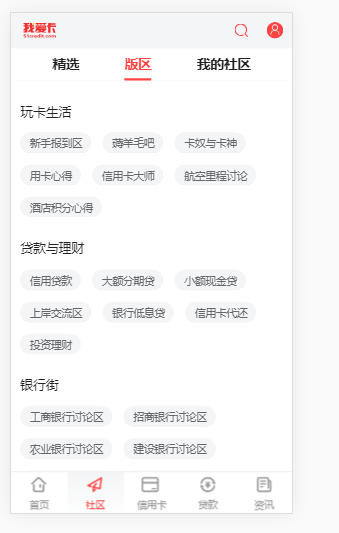 我爱卡
51credit.com
精选 版区 我的社区
玩卡生活
新手报到区 薅羊毛吧 卡奴与卡神
用卡心得 信用卡大师 航空里程讨论
酒店积分心得
贷款与理财
信用贷款 大额分期贷 小额现金贷
上岸交流区 银行低息贷 信用卡代还
投资理财
银行街
工商银行讨论区 招商银行讨论区
农业银行讨论区 建设银行讨论区
首页 社区 信用卡 贷款 资讯